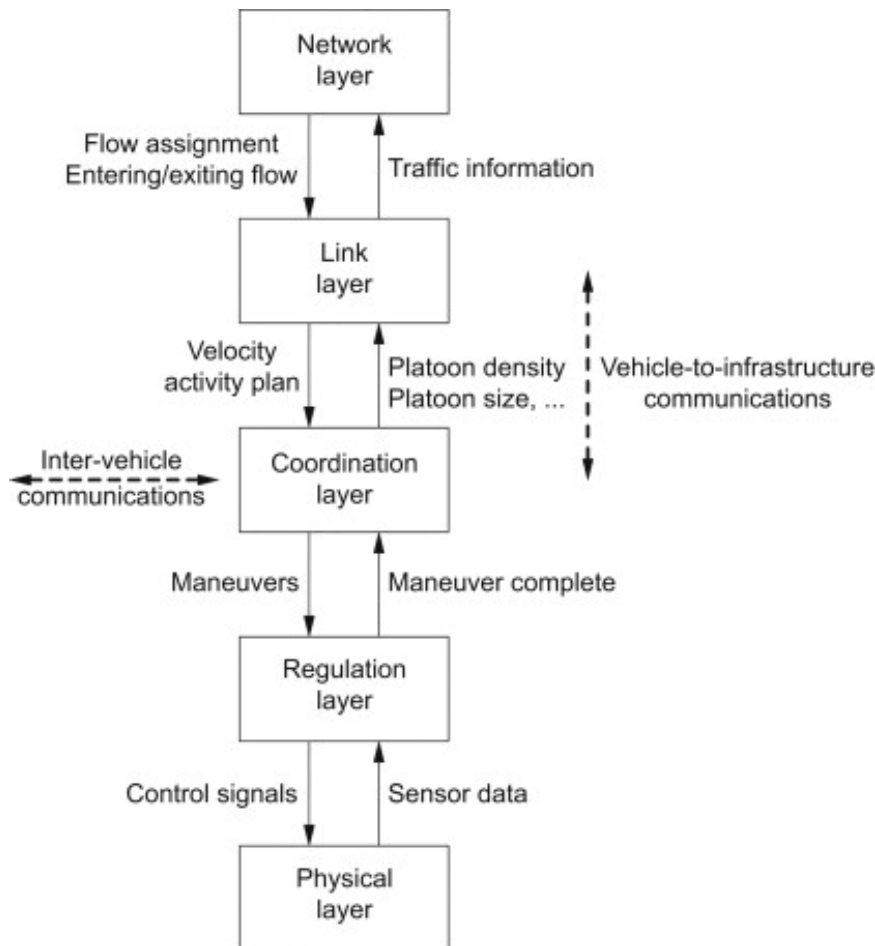 Network
layer
Flow assignment
Entering/exiting flow
Traffic information
Link
layer
Velocity
activity plan
Platoon density
Platoon size, ...
Vehicle-to-infrastructure
communications
Inter-vehicle
communications
Coordination
layer
Maneuvers
Maneuver complete
Regulation
layer
Control signals
Sensor data
Physical
layer